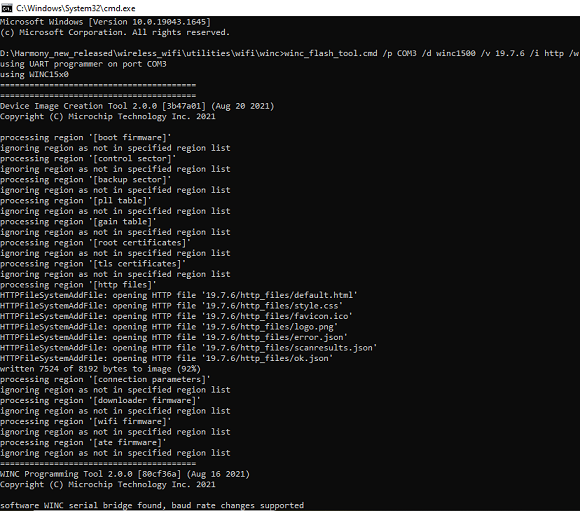 C:\Windows\System32\cmd.exe
Microsoft Windows [Version 10.0.19043.1645]
(c) Microsoft Corporation. All rights reserved.
D:\Harmony_new_released\wireless_wifi\utilities\wifi\winc>winc_flash_tool.cmd /p COM3 /d winc1500 /v 19.7.6 /i http /w
using UART programmer on port COM3
using WINC15x0
========================================
========================================
Device Image Creation Tool 2.0.0 [3b47a01] (Aug 20 2021)
Copyright (C) Microchip Technology Inc. 2021
processing region '[boot firmware]'
ignoring region as not in specified region list
processing region '[control sector]'
ignoring region as not in specified region list
processing region '[backup sector]'
ignoring region as not in specified region list
processing region '[pll table]'
ignoring region as not in specified region list
processing region '[gain table]'
ignoring region as not in specified region list
processing region '[root certificates]'
ignoring region as not in specified region list
processing region '[tls certificates]'
ignoring region as not in specified region list
processing region '[http files]'
HTTPFileSystemAddFile: opening HTTP file '19.7.6/http_files/default.html'
HTTPFileSystemAddFile: opening HTTP file '19.7.6/http_files/style.css'
HTTPFileSystemAddFile: opening HTTP file '19.7.6/http_files/favicon.ico'
HTTPFileSystemAddFile: opening HTTP file '19.7.6/http_files/logo.png'
HTTPFileSystemAddFile: opening HTTP file '19.7.6/http_files/error.json'
HTTPFileSystemAddFile: opening HTTP file '19.7.6/http_files/scanresults.json'
HTTPFileSystemAddFile: opening HTTP file '19.7.6/http_files/ok.json'
written 7524 of 8192 bytes to image (92%)
processing region '[connection parameters]'
ignoring region as not in specified region list
processing region '[downloader firmware]'
ignoring region as not in specified region list
processing region '[wifi firmware]'
ignoring region as not in specified region list
processing region '[ate firmware]'
ignoring region as not in specified region list
========================================
WINC Programming Tool 2.0.0 [80cf36a] (Aug 16 2021)
Copyright (C) Microchip Technology Inc. 2021
software WINC serial bridge found, baud rate changes supported